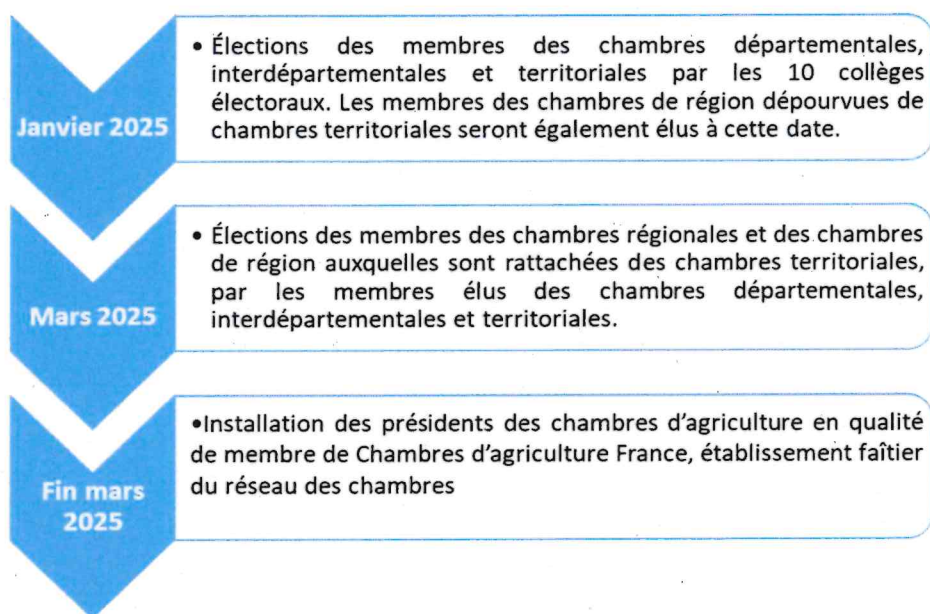 Janvier 2025
• Élections des membres des chambres départementales,
interdépartementales et territoriales par les 10 collèges
électoraux. Les membres des chambres de région dépourvues de
chambres territoriales seront également élus à cette date.
Mars 2025
• Élections des membres des chambres régionales et des chambres
de région auxquelles sont rattachées des chambres territoriales,
par les membres élus des chambres départementales,
interdépartementales et territoriales.
Fin mars
2025
•Installation des présidents des chambres d'agriculture en qualité
de membre de Chambres d'agriculture France, établissement faîtier
du réseau des chambres